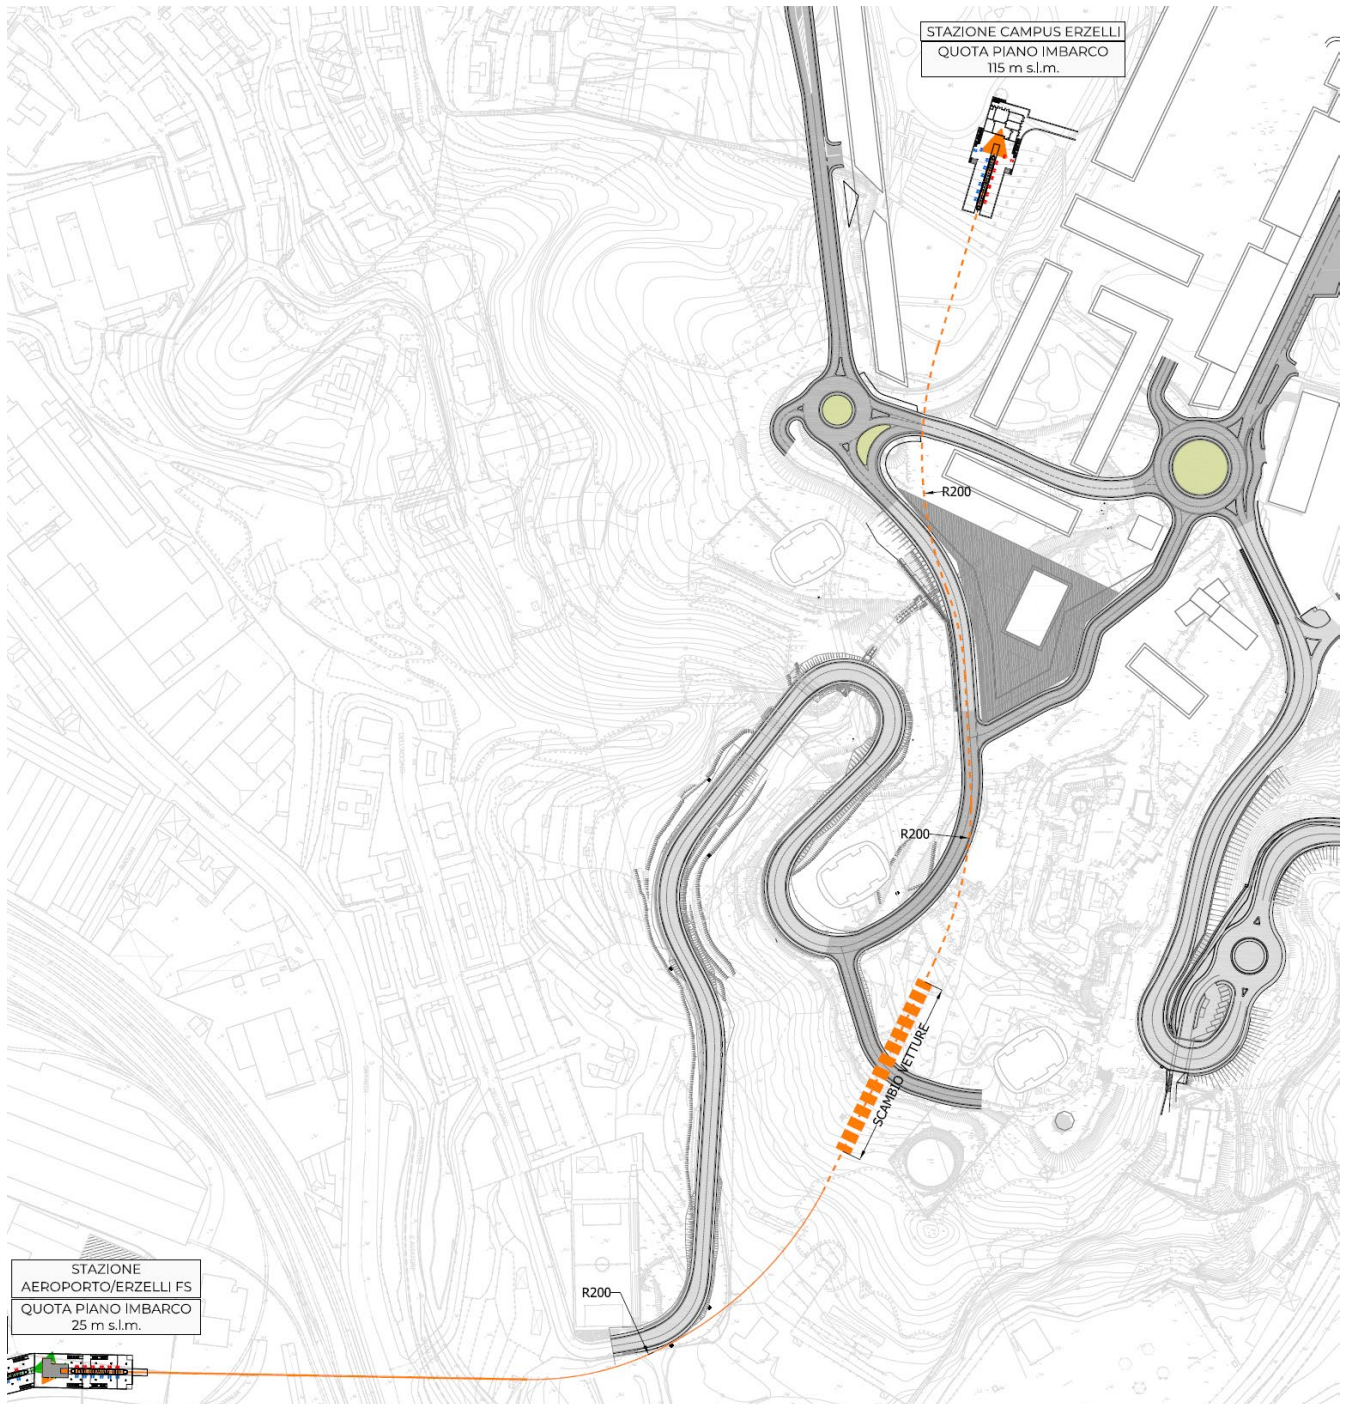 STAZIONE CAMPUS ERZELLI
QUOTA PIANO IMBARCO
115 m s.l.m.
R200
R200
SCAMBIO VETTURE
R200
STAZIONE
AEROPORTO/ERZELLI FS
QUOTA PIANO IMBARCO
25 m s.l.m.